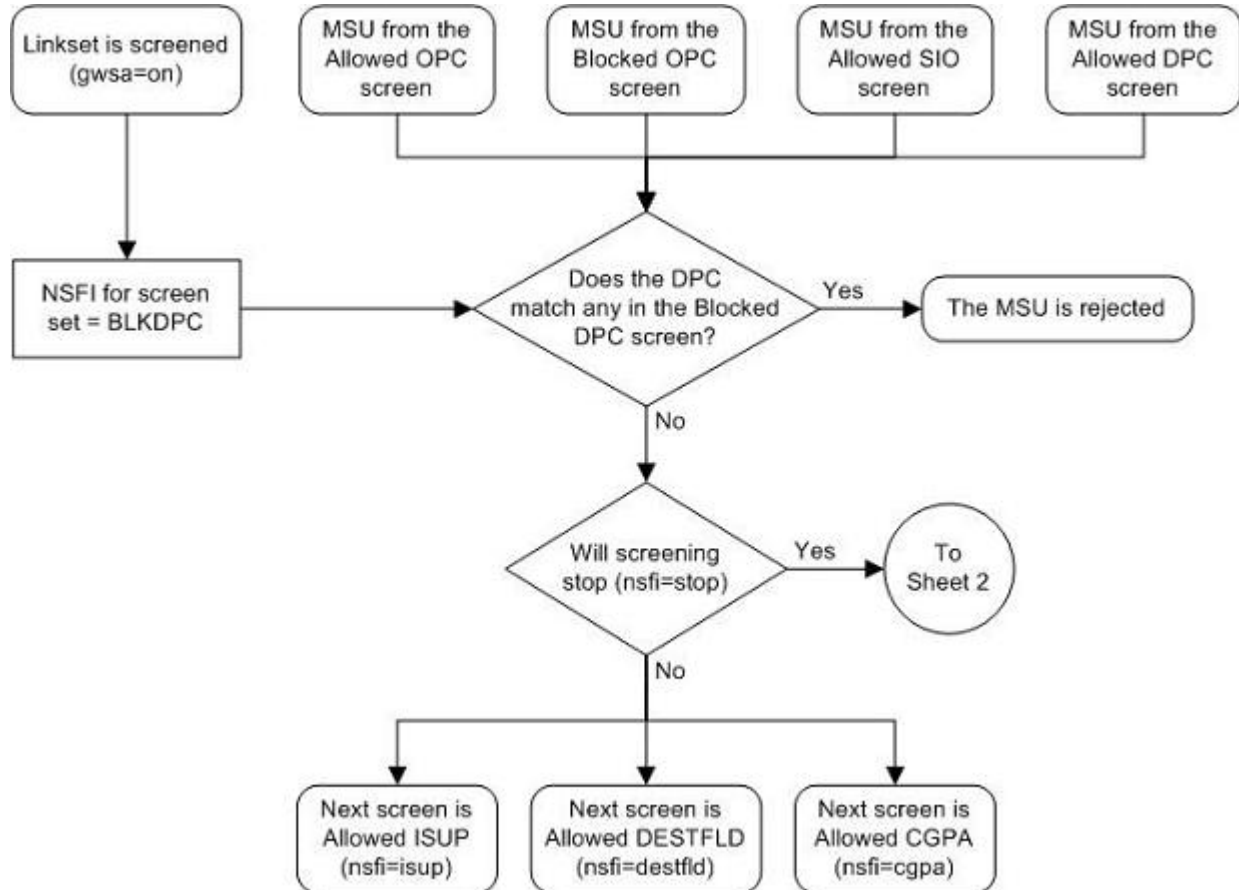 Linkset is screened
(gwsa=on)
MSU from the
Allowed OPC
screen
MSU from the
Blocked OPC
screen
MSU from the
Allowed SIO
screen
MSU from the
Allowed DPC
screen
NSFI for screen
set = BLKDPC
Does the DPC
match any in the Blocked
DPC screen?
Yes
The MSU is rejected
No
Will screening
stop (nsfi=stop)
Yes
To
Sheet 2
No
Next screen is
Allowed ISUP
(nsfi=isup)
Next screen is
Allowed DESTFLD
(nsfi=destfld)
Next screen is
Allowed CGPA
(nsfi=cgpa)